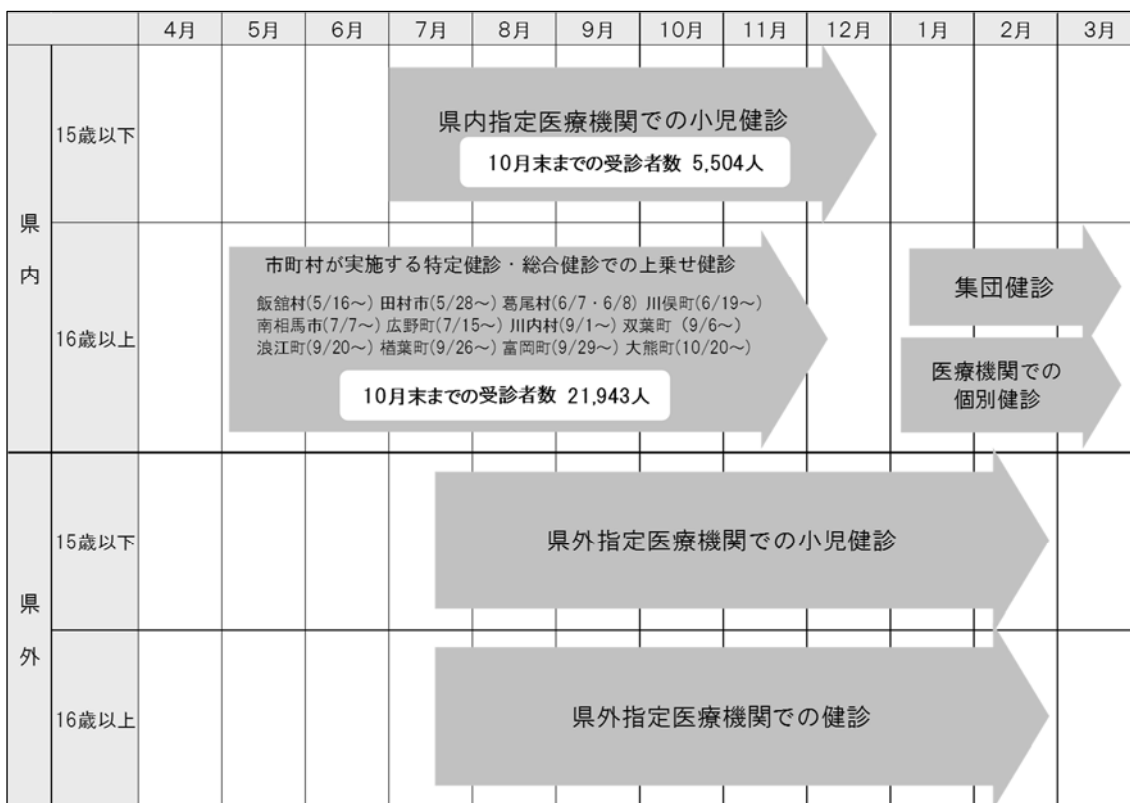 4月 5月 6月 7月 8月 9月 10月 11月 12月 1月 2月 3月
県内
15歳以下
県内指定医療機関での小児健診
10月末までの受診者数 5,504人
16歳以上
市町村が実施する特定健診・総合健診での上乗せ健診
飯舘村(5/16～) 田村市(5/28～) 葛尾村(6/7・6/8) 川俣町(6/19～)
南相馬市(7/7～) 広野町(7/15～) 川内村(9/1～) 双葉町 (9/6～)
浪江町(9/20～) 楢葉町(9/26～) 富岡町(9/29～) 大熊町(10/20～)
10月末までの受診者数 21,943人
集団健診
医療機関での
個別健診
県外
15歳以下
県外指定医療機関での小児健診
16歳以上
県外指定医療機関での健診